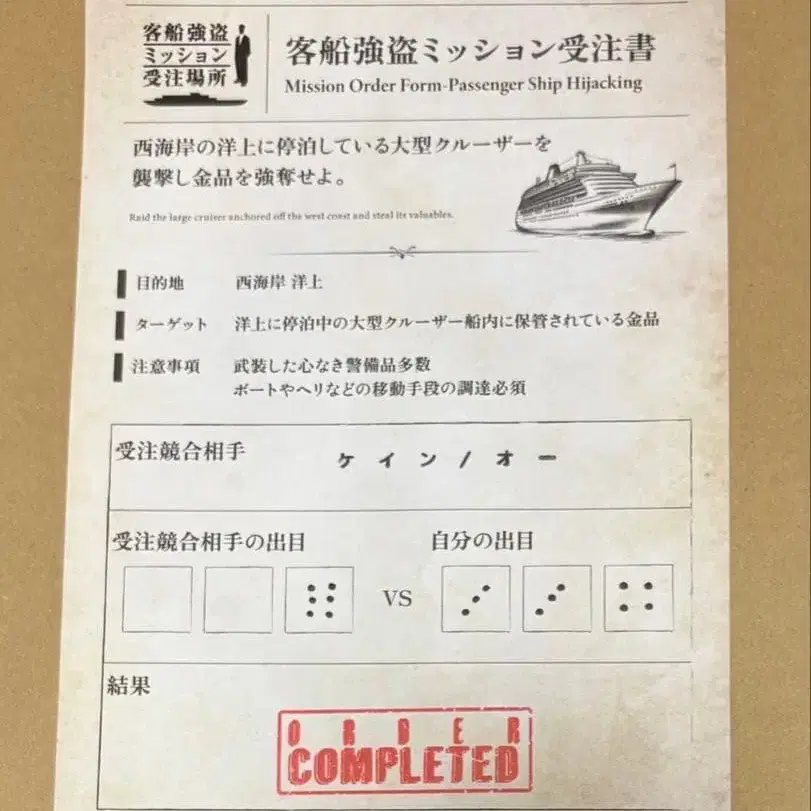 客船強盗
ミッション
受注場所
客船強盗ミッション受注書
Mission Order Form-Passenger Ship Hijacking
西海岸の洋上に停泊している大型クルーザーを
襲撃し金品を強奪せよ。
Raid the large cruiser anchored off the west coast and steal its valuables.
目的地 西海岸 洋上
ターゲット 洋上に停泊中の大型クルーザー船内に保管されている金品
注意事項 武装した心なき警備品多数
ボートやヘリなどの移動手段の調達必須
受注競合相手 ケイン/オー
受注競合相手の出目 自分の出目
VS
結果
ORDER
COMPLETED